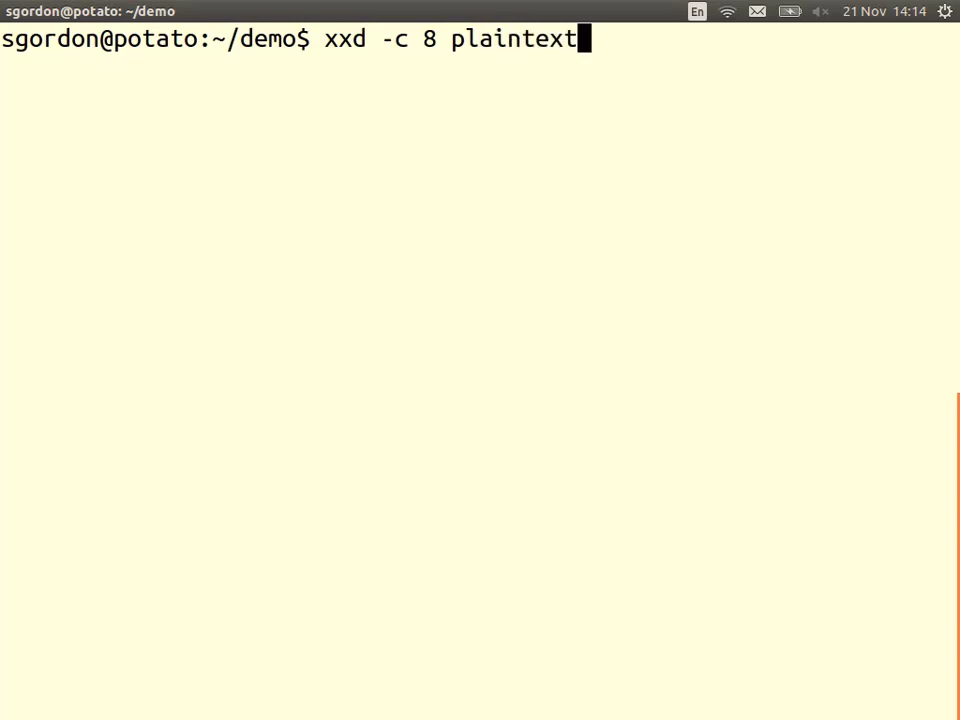 sgordon@potato: ~/demo
En
21 Nov 14:14
sgordon@potato:~/demo$ xxd -c 8 plaintext